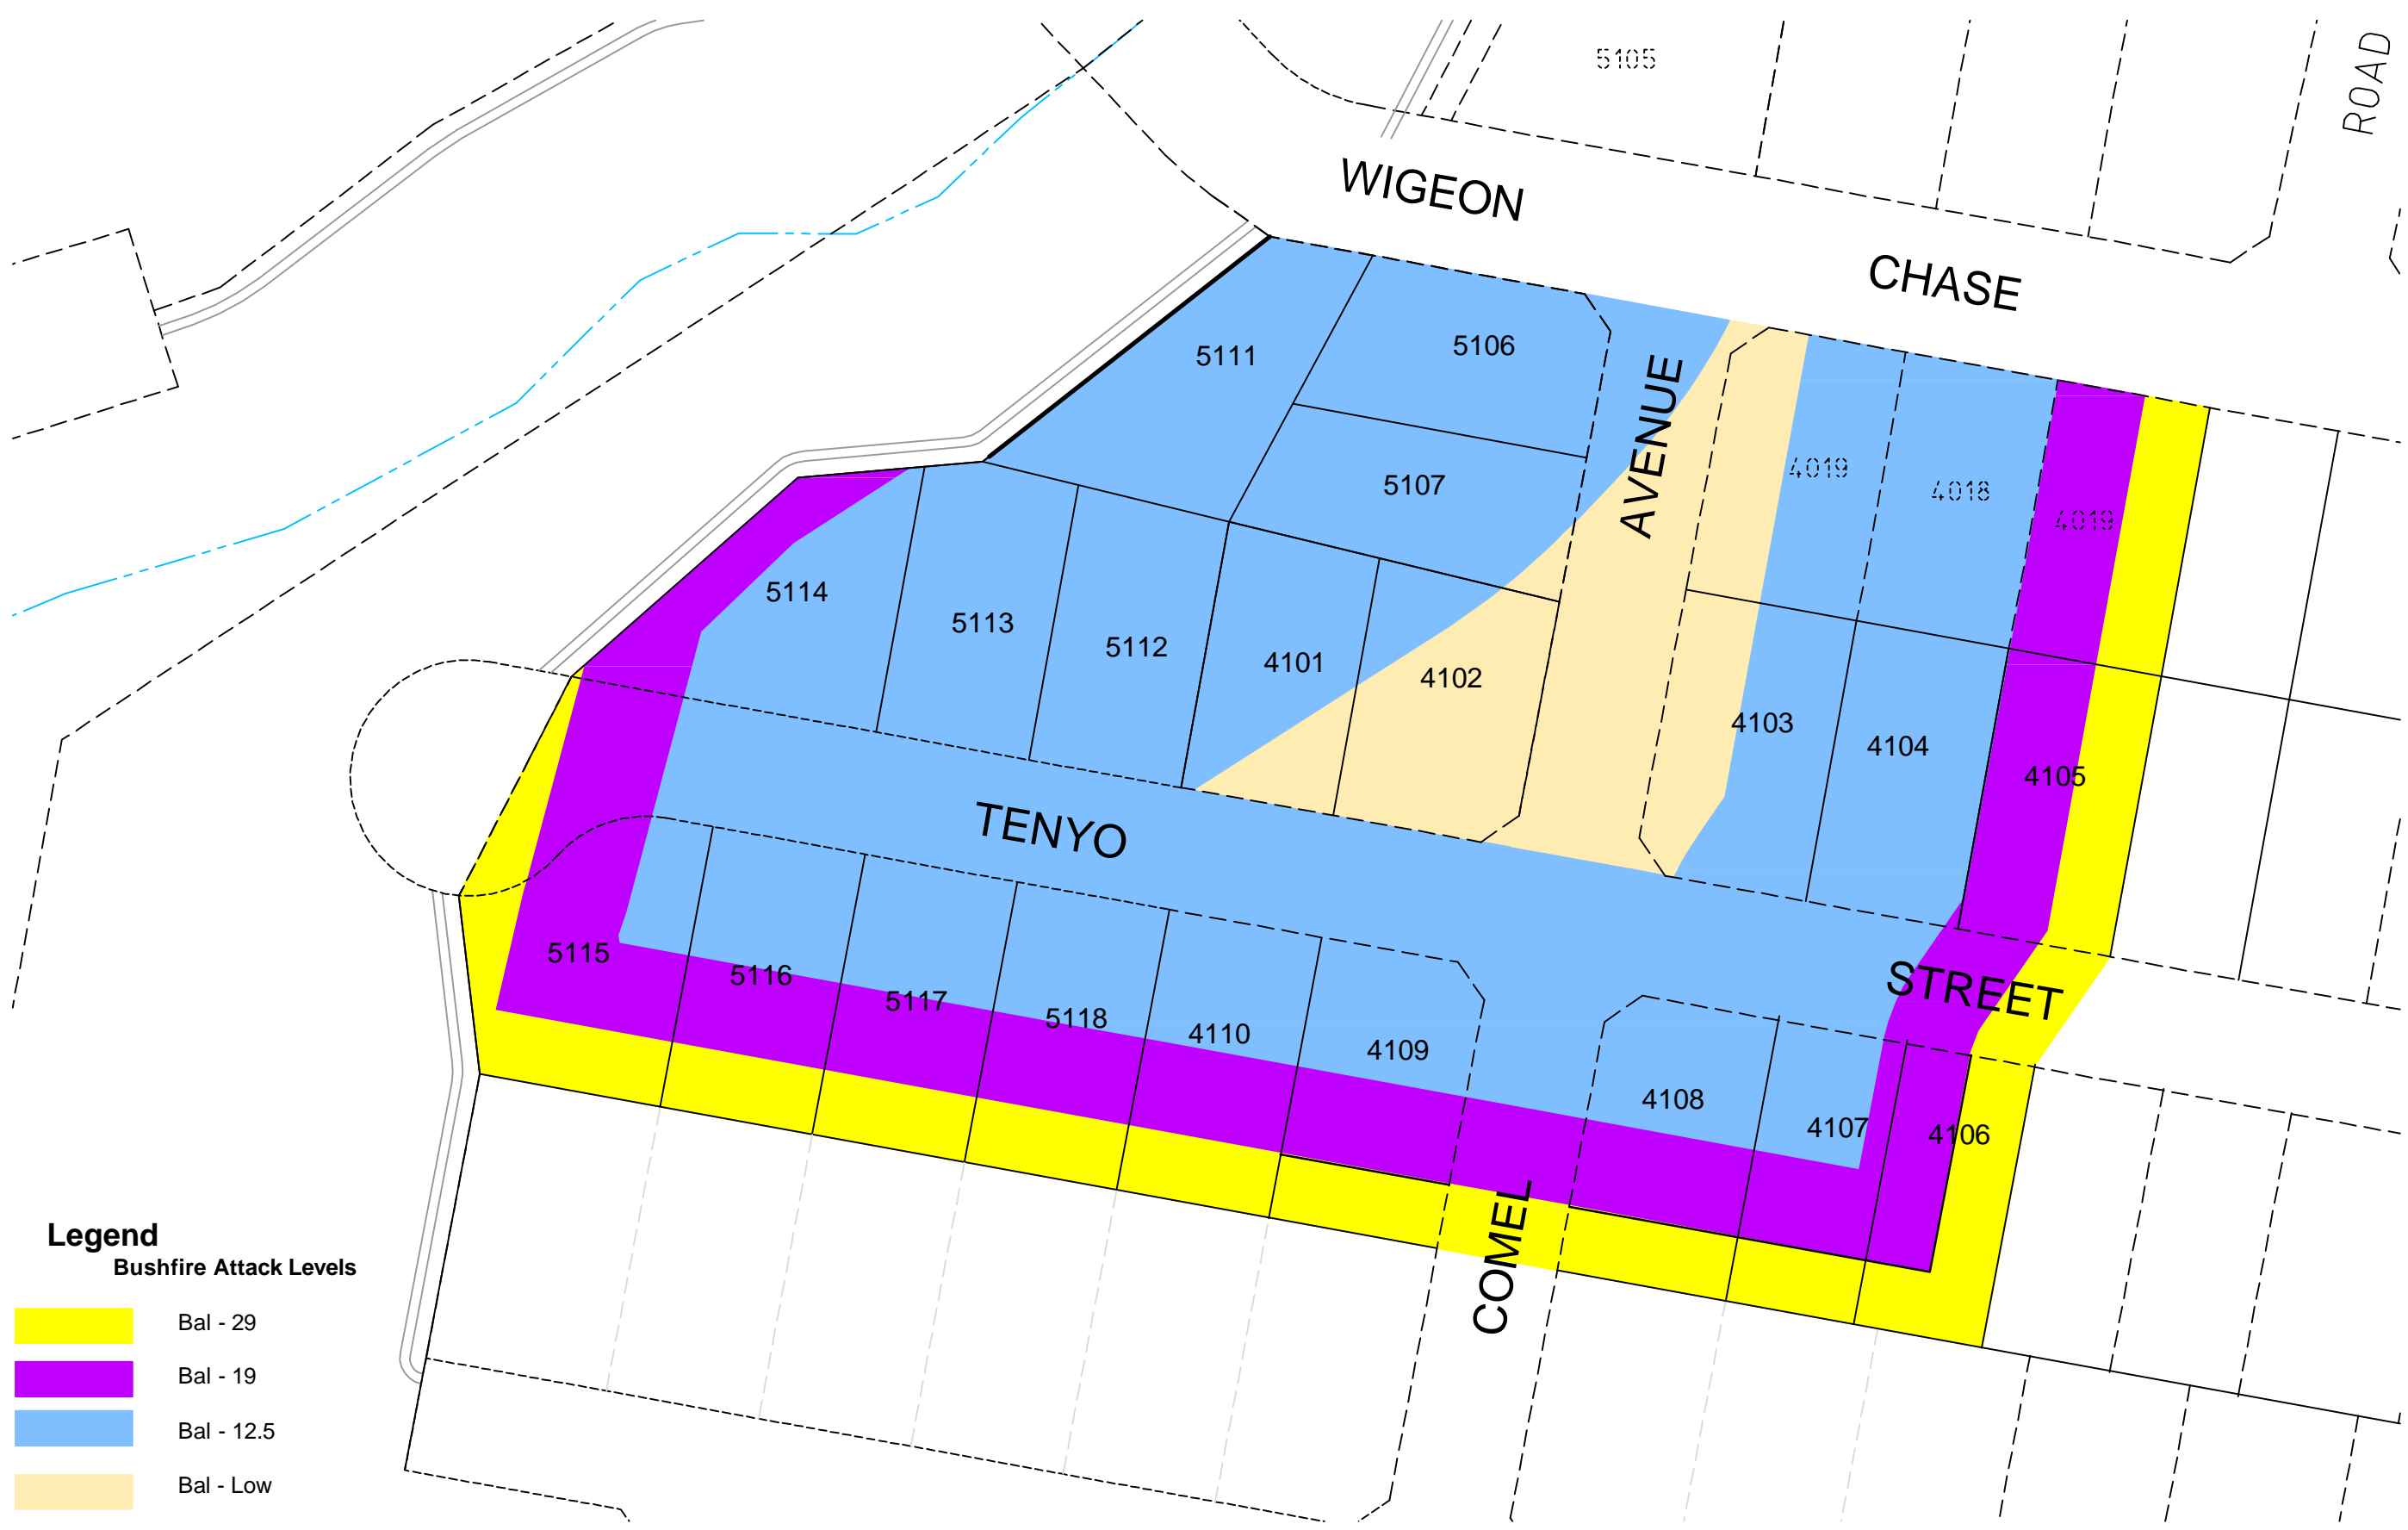 5105
ROAD
WIGEON
CHASE
5111
5106
AVENUE
5107
4019
4018
4019
5114
5113
5112
4101
4102
4103
4104
4105
TENYO
STREET
5115
5116
5117
5118
4110
4109
4108
4107
4106
COMEL
Legend
Bushfire Attack Levels
Bal - 29
Bal - 19
Bal - 12.5
Bal - Low